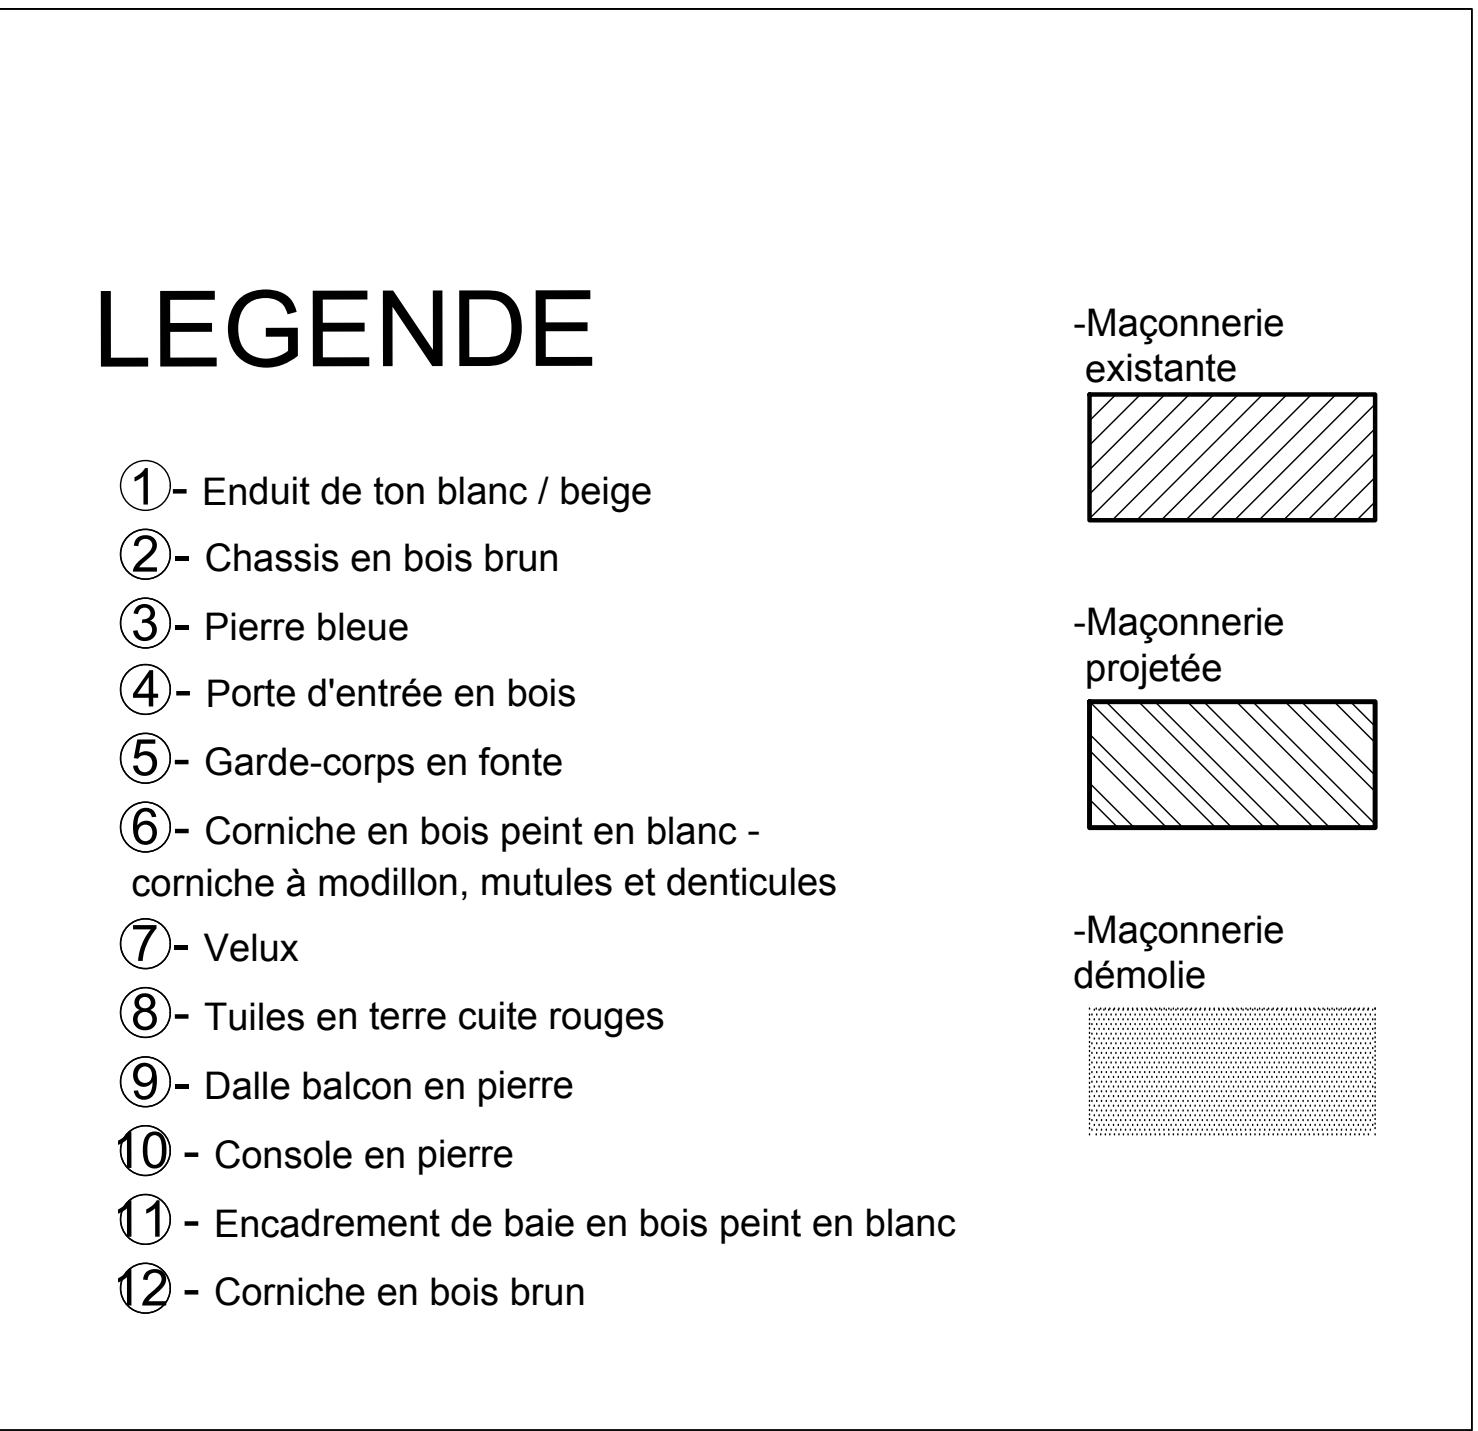 LEGENDE
1- Enduit de ton blanc / beige
2- Chassis en bois brun
3- Pierre bleue
4- Porte d'entrée en bois
5- Garde-corps en fonte
6- Corniche en bois peint en blanc -
corniche à modillon, mutules et denticules
7- Velux
8- Tuiles en terre cuite rouges
9- Dalle balcon en pierre
10 - Console en pierre
11 - Encadrement de baie en bois peint en blanc
12 - Corniche en bois brun
-Maçonnerie
existante
-Maçonnerie
projetée
-Maçonnerie
démolie